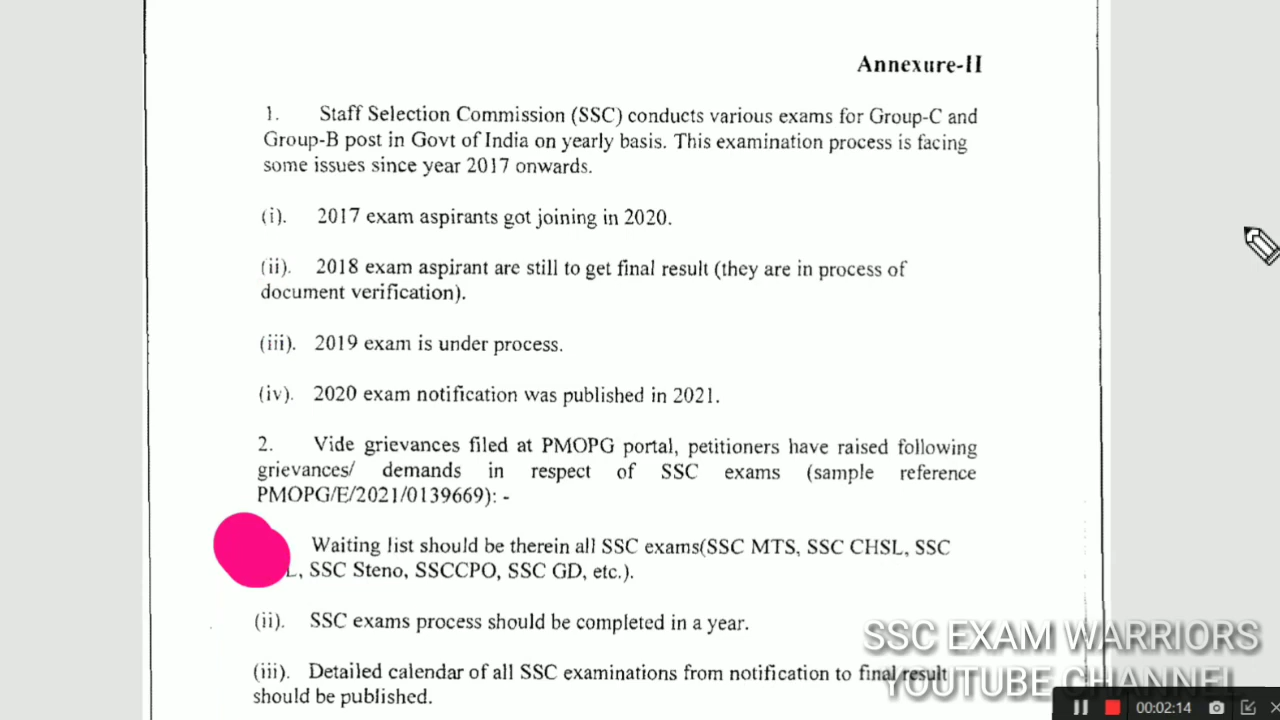 Annexure-II
1. Staff Selection Commission (SSC) conducts various exams for Group-C and
Group-B post in Govt of India on yearly basis. This examination process is facing
some issues since year 2017 onwards.
(i). 2017 exam aspirants got joining in 2020.
(ii). 2018 exam aspirant are still to get final result (they are in process of
document verification).
(iii). 2019 exam is under process.
(iv). 2020 exam notification was published in 2021.
2. Vide grievances filed at PMOPG portal, petitioners have raised following
grievances/ demands in respect of SSC exams (sample reference
PMOPG/E/2021/0139669): -
Waiting list should be therein all SSC exams(SSC MTS, SSC CHSL, SSC
L, SSC Steno, SSCCPO, SSC GD, etc.).
(ii). SSC exams process should be completed in a year.
(iii). Detailed calendar of all SSC examinations from notification to final result
should be published.
SSC EXAM WARRIORS
YOUTUBE CHANNEL
00:02:14